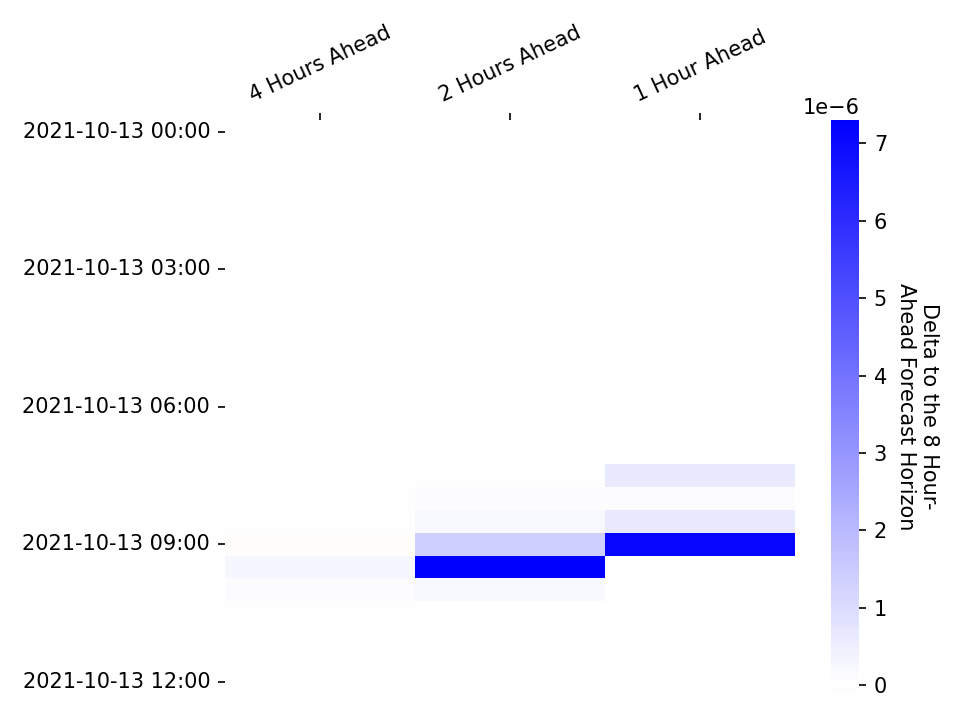 4 Hours Ahead
2 Hours Ahead
1 Hour Ahead
1e−6
2021-10-13 00:00
2021-10-13 03:00
2021-10-13 06:00
2021-10-13 09:00
2021-10-13 12:00
7
6
5
4
3
2
1
0
Delta to the 8 Hour-
Ahead Forecast Horizon